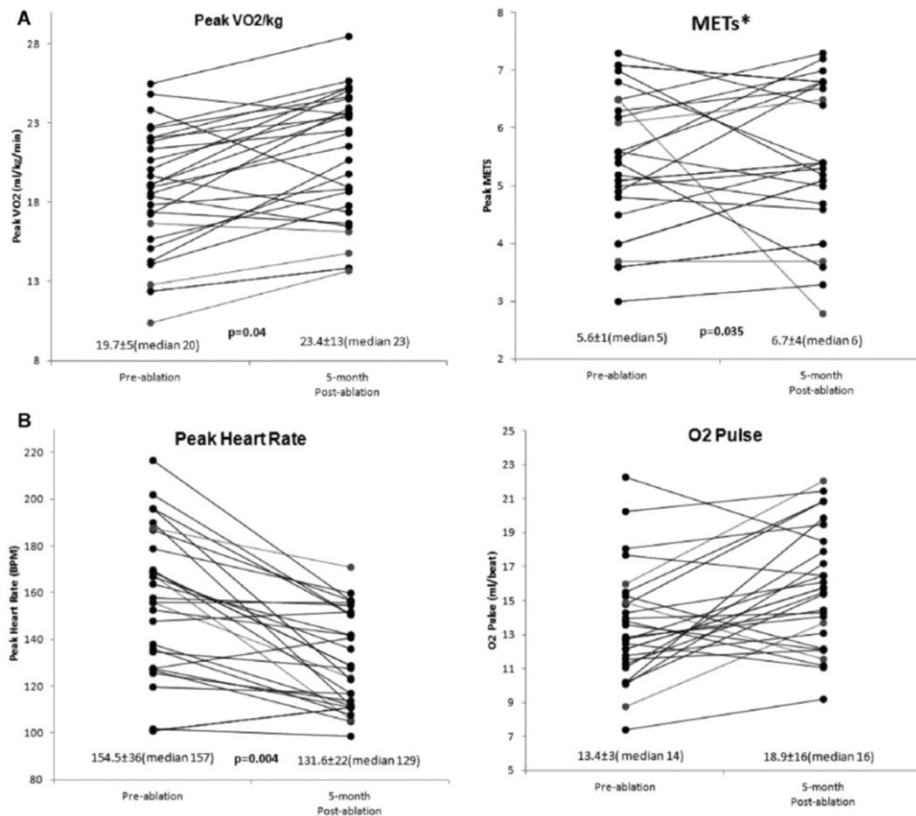 A
Peak VO2/kg
Peak VO2 (ml/kg/min)
28
23
18
13
8
19.7±5(median 20)
p=0.04
23.4±13(median 23)
Pre-ablation
5-month
Post-ablation
METs*
Peak METS
8
7
6
5
4
3
2
5.6±1(median 5)
p=0.035
6.7±4(median 6)
Pre-ablation
5-month
Post-ablation
B
Peak Heart Rate
Peak Heart Rate (BPM)
220
200
180
160
140
120
100
80
154.5±36(median 157)
p=0.004
131.6±22(median 129)
Pre-ablation
5-month
Post-ablation
O2 Pulse
O2 Pulse (ml/beat)
25
23
21
19
17
15
13
11
9
7
5
13.4±3( median 14)
18.9±16(median 16)
Pre-ablation
5-month
Post-ablation